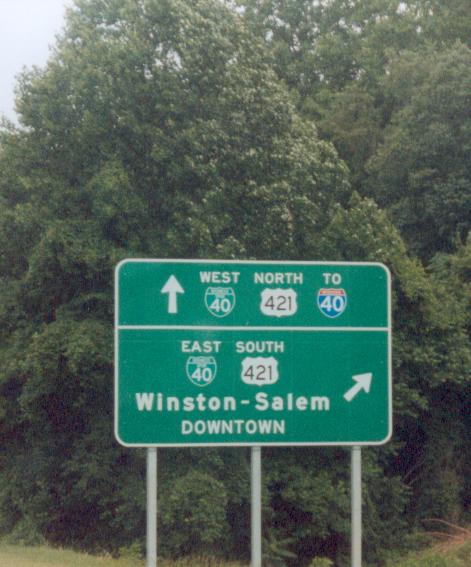 WEST NORTH TO
40 421 40
EAST SOUTH
40 421
Winston-Salem
DOWNTOWN